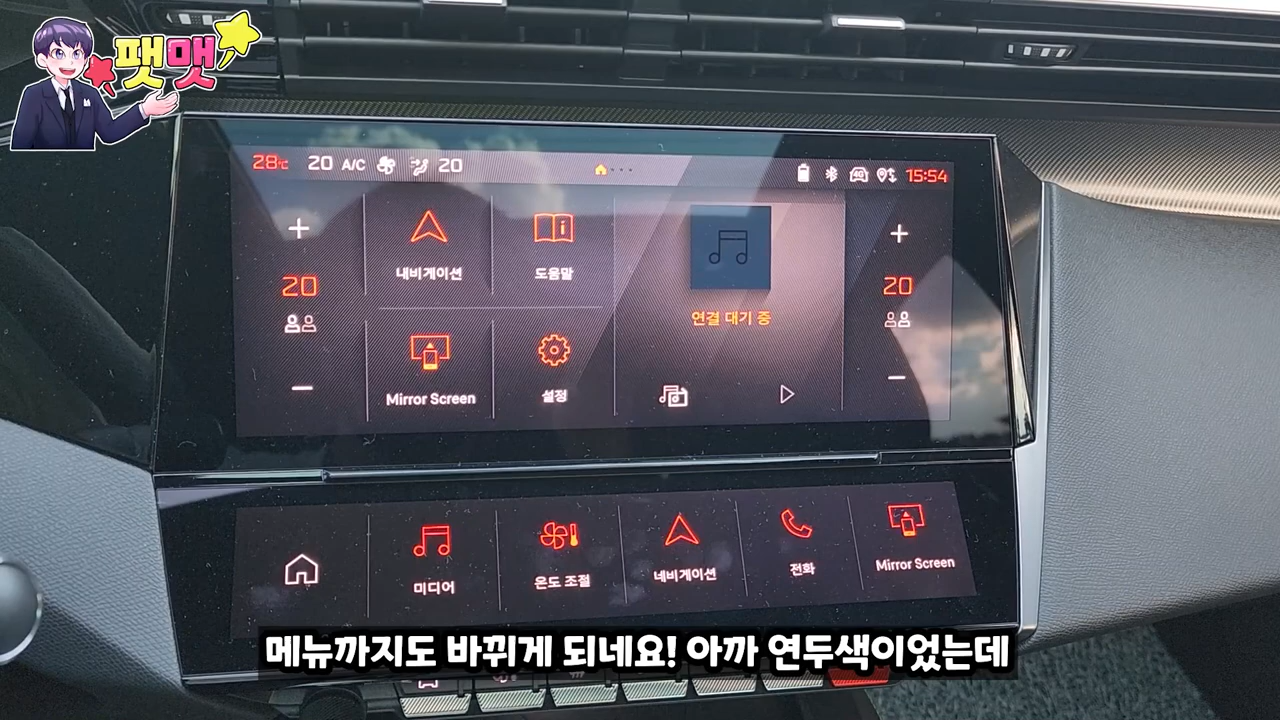 팻맷
28°C 20 A/C 20 4G 15:54
20
내비게이션
도움말
연결 대기 중
20
Mirror Screen
설정
미디어
온도 조절
네비게이션
전화
Mirror Screen
메뉴까지도 바뀌게 되네요! 아까 연두색이었는데